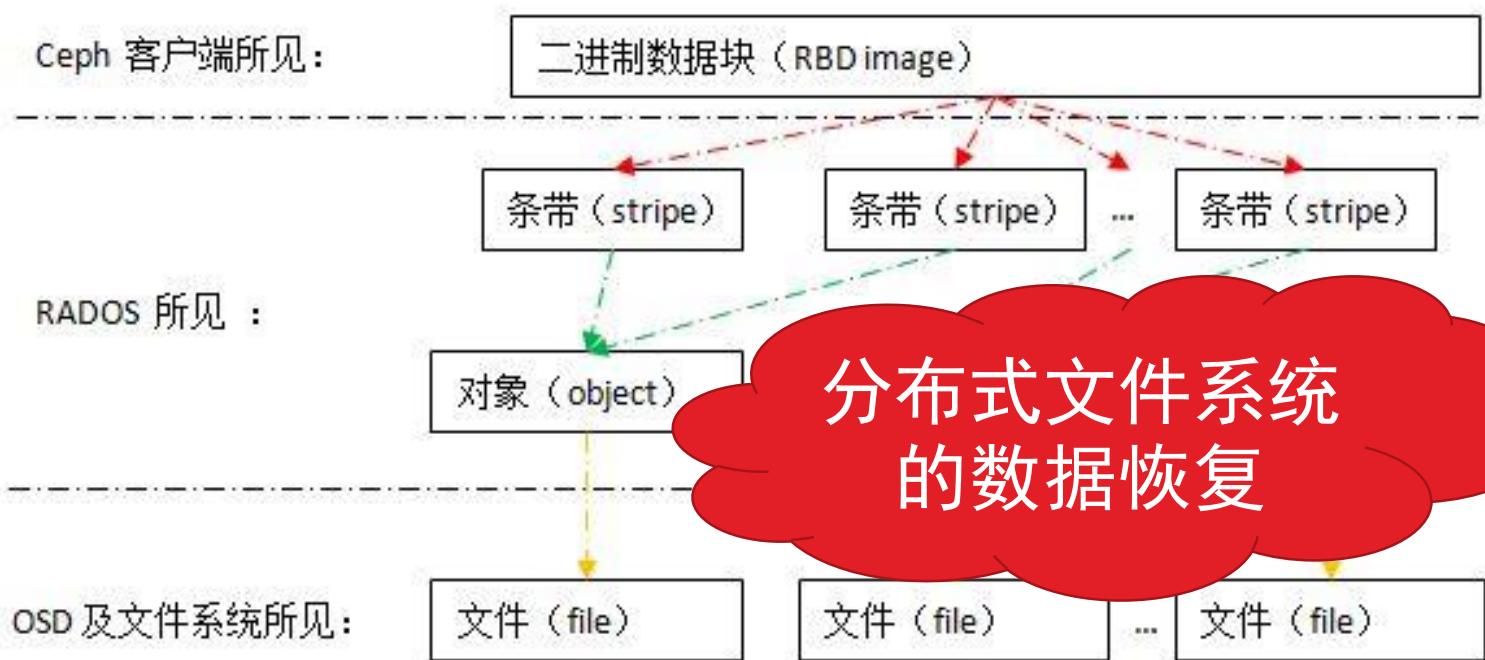 Ceph 客户端所见：
二进制数据块（RBD image）
条带（stripe）
条带（stripe）
...
条带（stripe）
RADOS 所见 ：
对象（object）
分布式文件系统
的数据恢复
OSD 及文件系统所见：
文件（file）
文件（file）
...
文件（file）